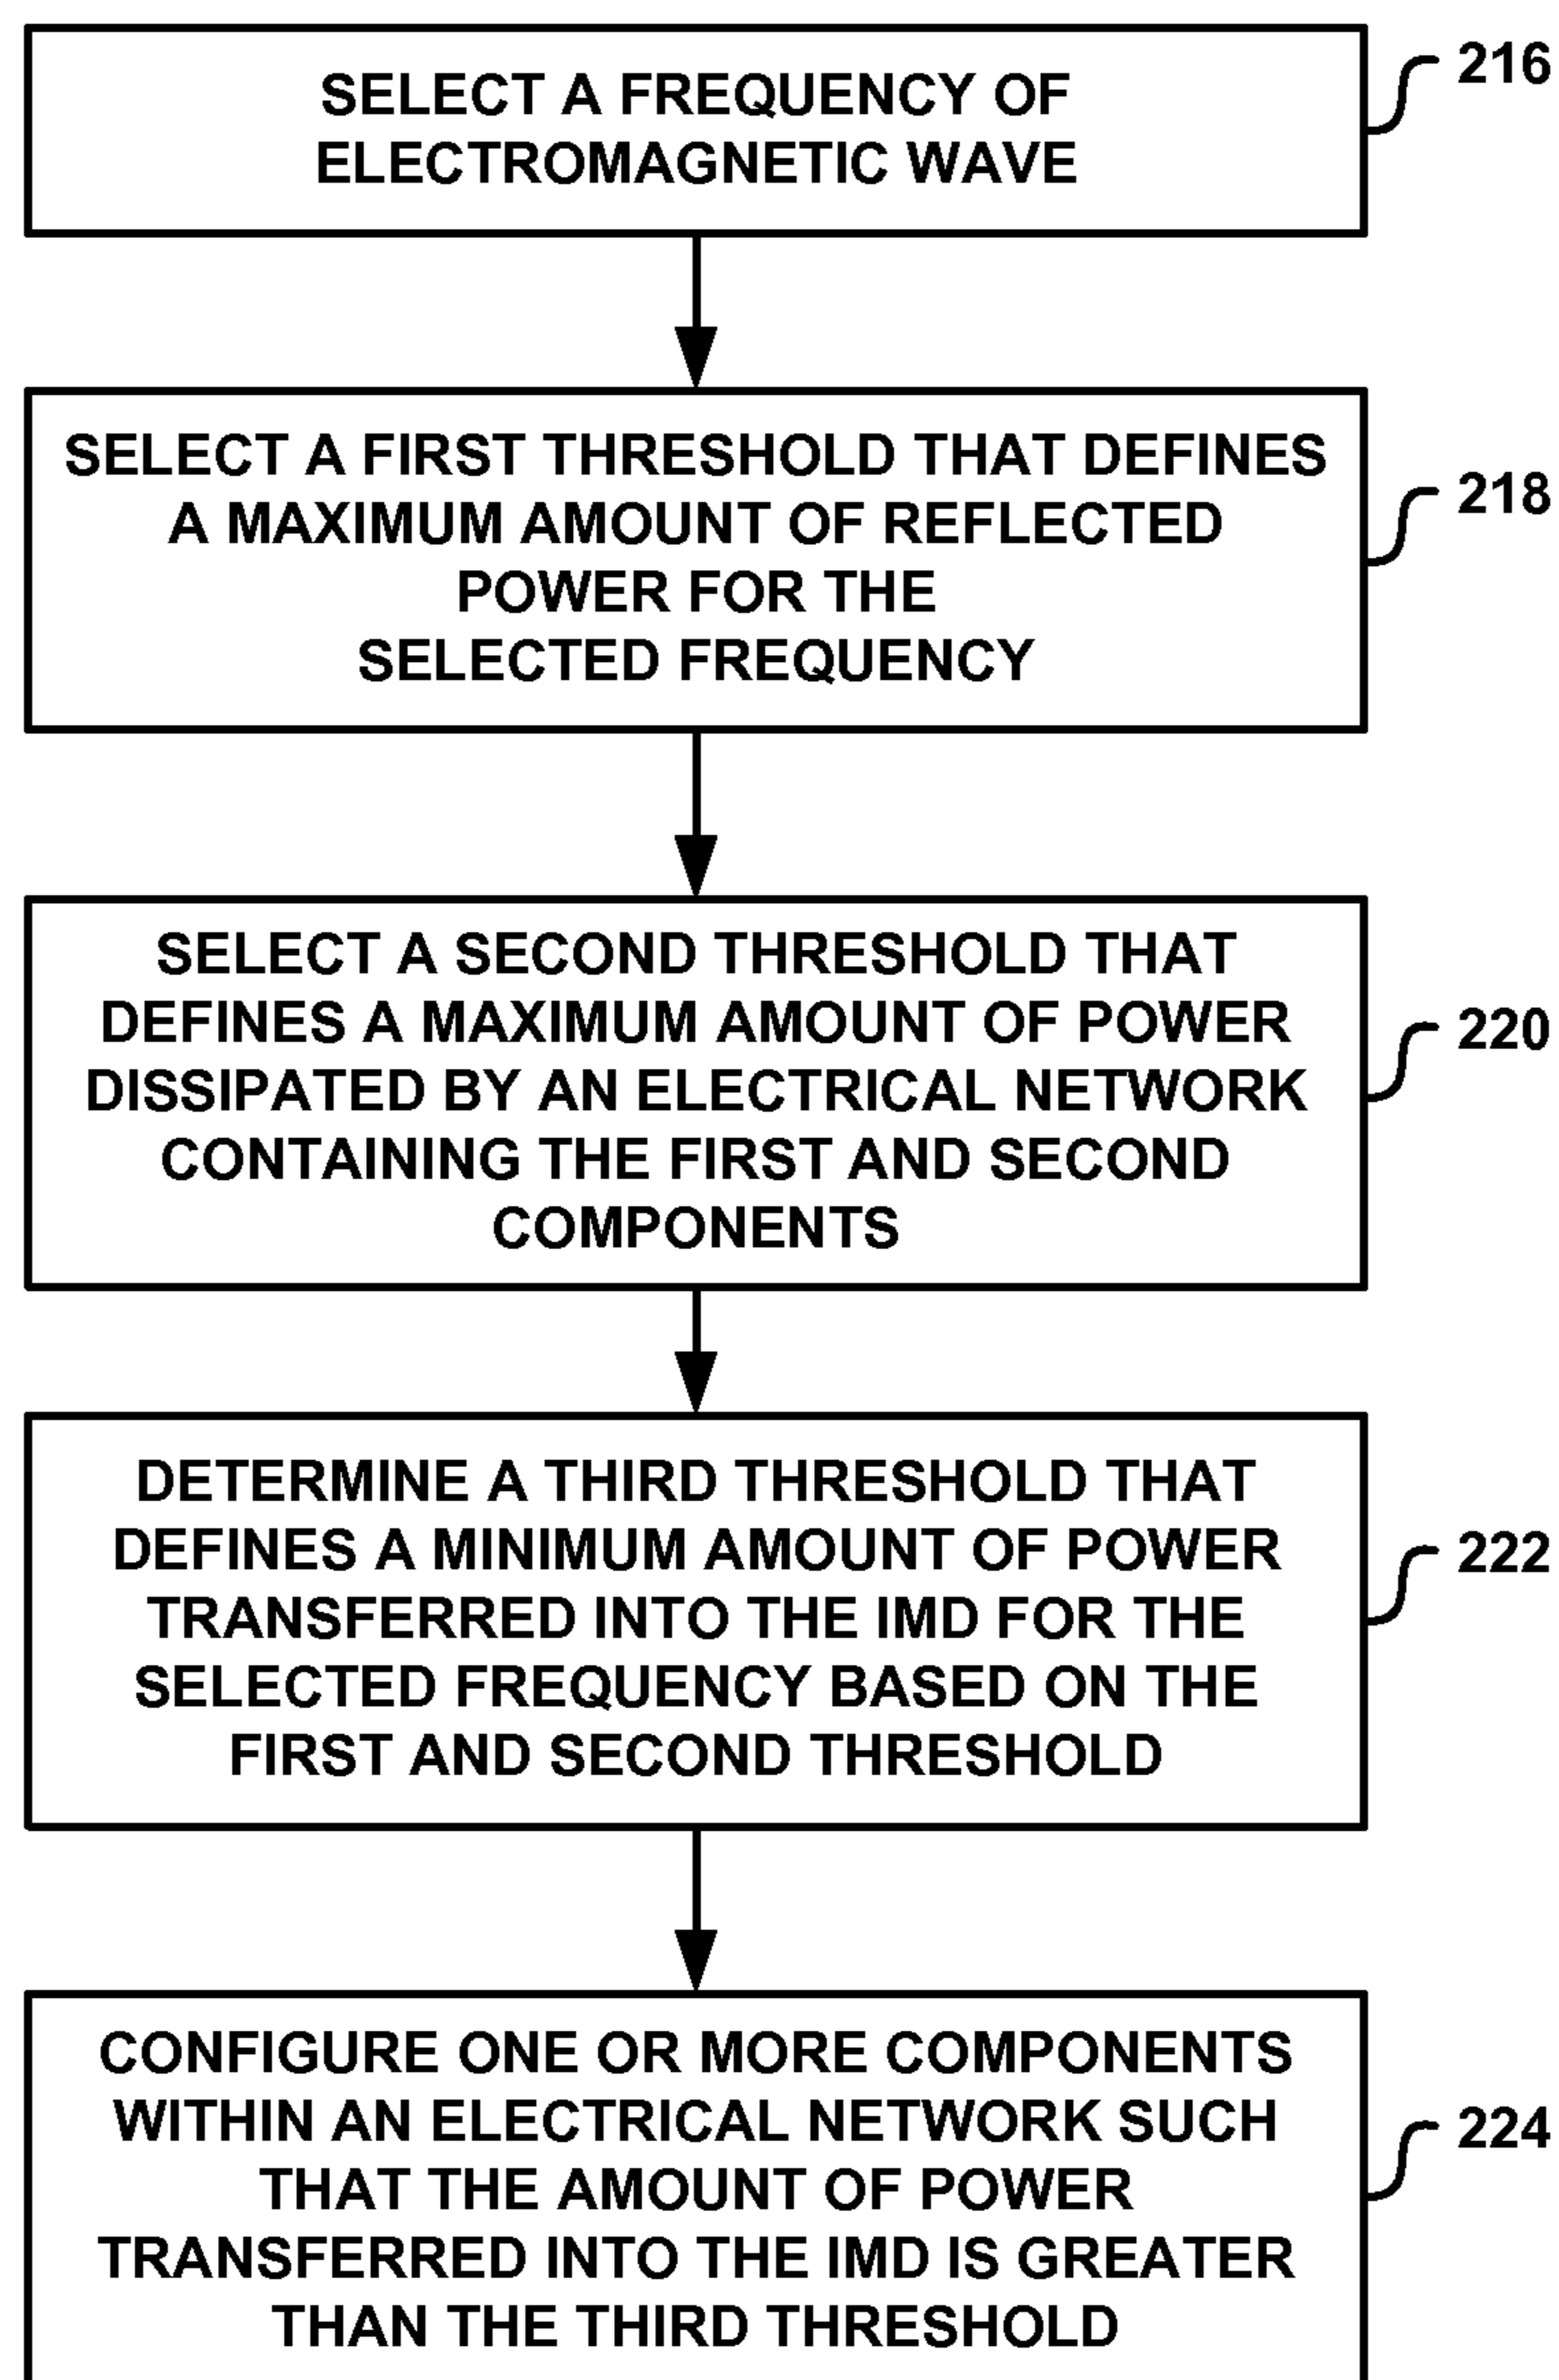 SELECT A FREQUENCY OF
ELECTROMAGNETIC WAVE
216
SELECT A FIRST THRESHOLD THAT DEFINES
A MAXIMUM AMOUNT OF REFLECTED
POWER FOR THE
SELECTED FREQUENCY
218
SELECT A SECOND THRESHOLD THAT
DEFINES A MAXIMUM AMOUNT OF POWER
DISSIPATED BY AN ELECTRICAL NETWORK
CONTAINING THE FIRST AND SECOND
COMPONENTS
220
DETERMINE A THIRD THRESHOLD THAT
DEFINES A MINIMUM AMOUNT OF POWER
TRANSFERRED INTO THE IMD FOR THE
SELECTED FREQUENCY BASED ON THE
FIRST AND SECOND THRESHOLD
222
CONFIGURE ONE OR MORE COMPONENTS
WITHIN AN ELECTRICAL NETWORK SUCH
THAT THE AMOUNT OF POWER
TRANSFERRED INTO THE IMD IS GREATER
THAN THE THIRD THRESHOLD
224